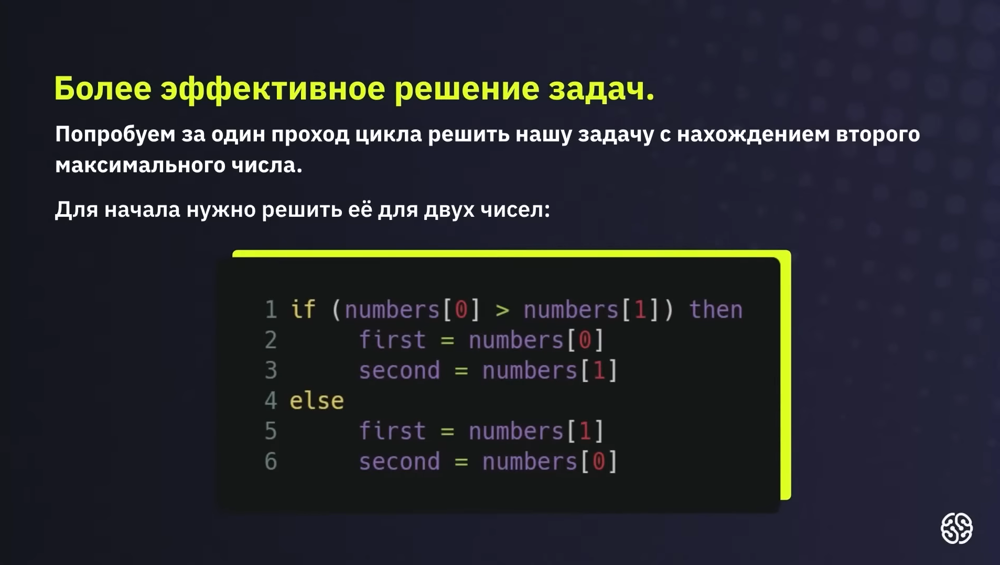 Более эффективное решение задач.
Попробуем за один проход цикла решить нашу задачу с нахождением второго
максимального числа.
Для начала нужно решить её для двух чисел:
1 if (numbers[0] > numbers[1]) then
2     first = numbers[0]
3     second = numbers[1]
4 else
5     first = numbers[1]
6     second = numbers[0]